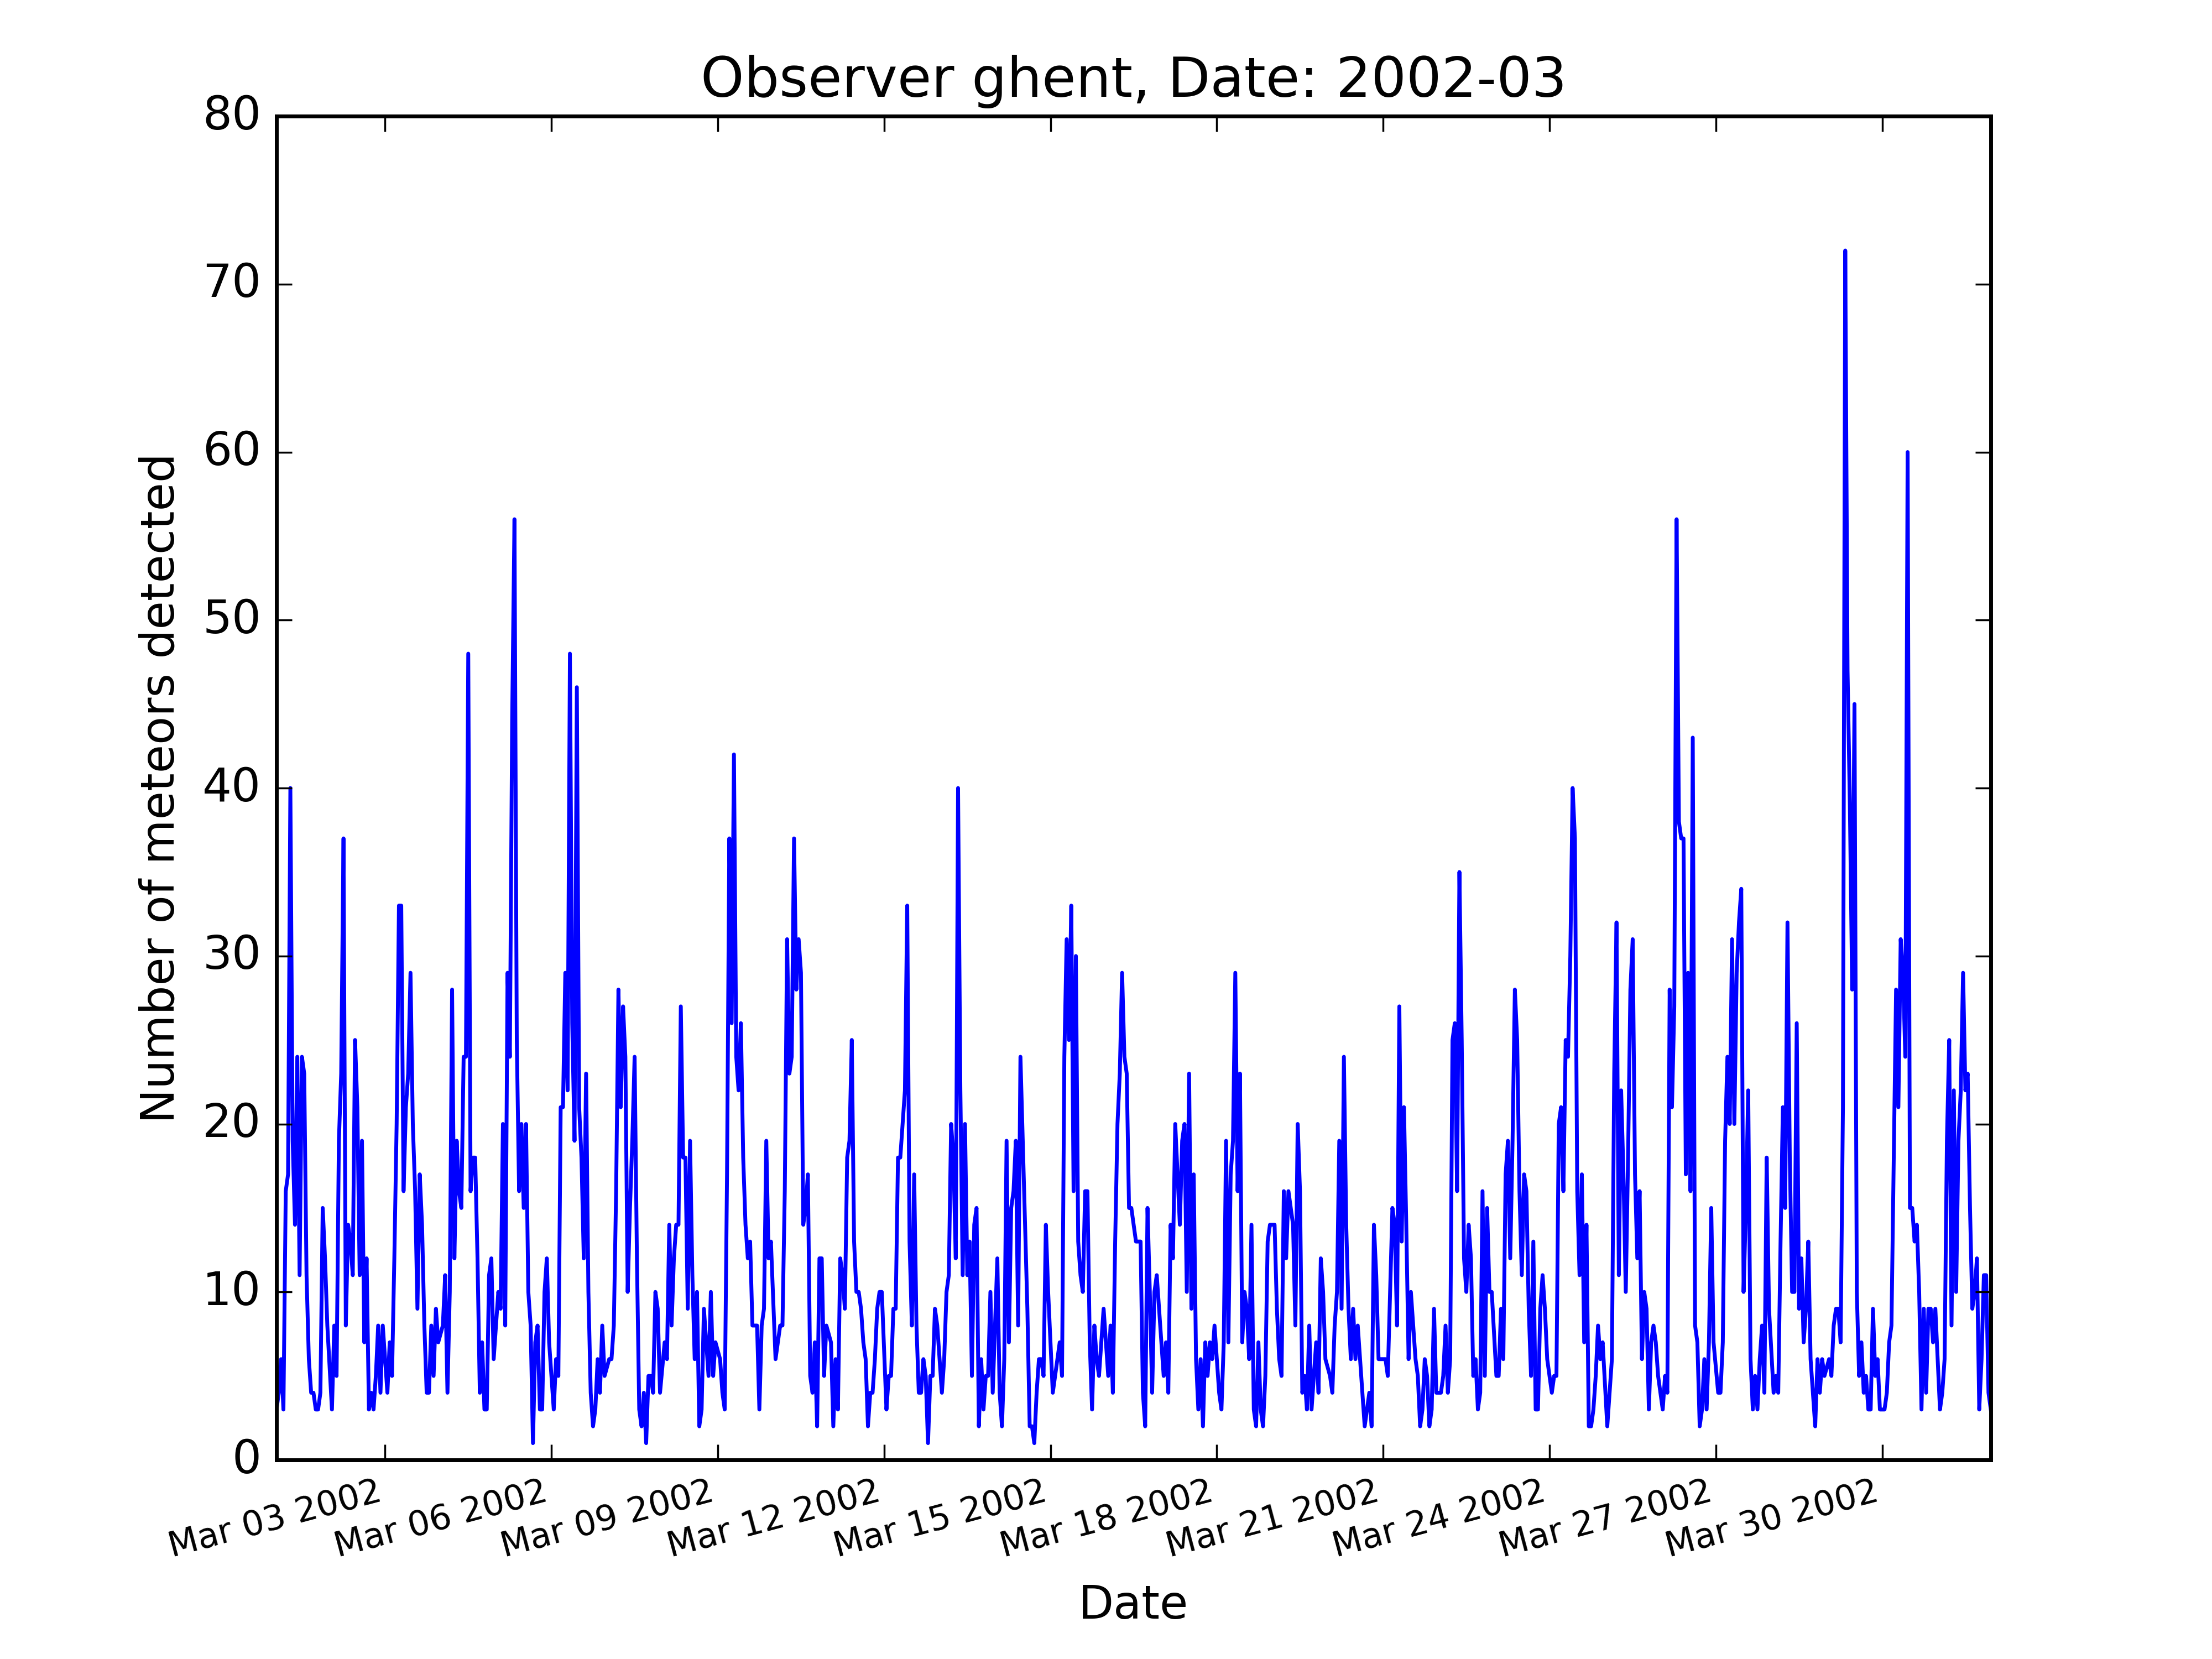 Observer ghent, Date: 2002-03
Number of meteors detected
80
70
60
50
40
30
20
10
0
Mar 03 2002
Mar 06 2002
Mar 09 2002
Mar 12 2002
Mar 15 2002
Mar 18 2002
Mar 21 2002
Mar 24 2002
Mar 27 2002
Mar 30 2002
Date